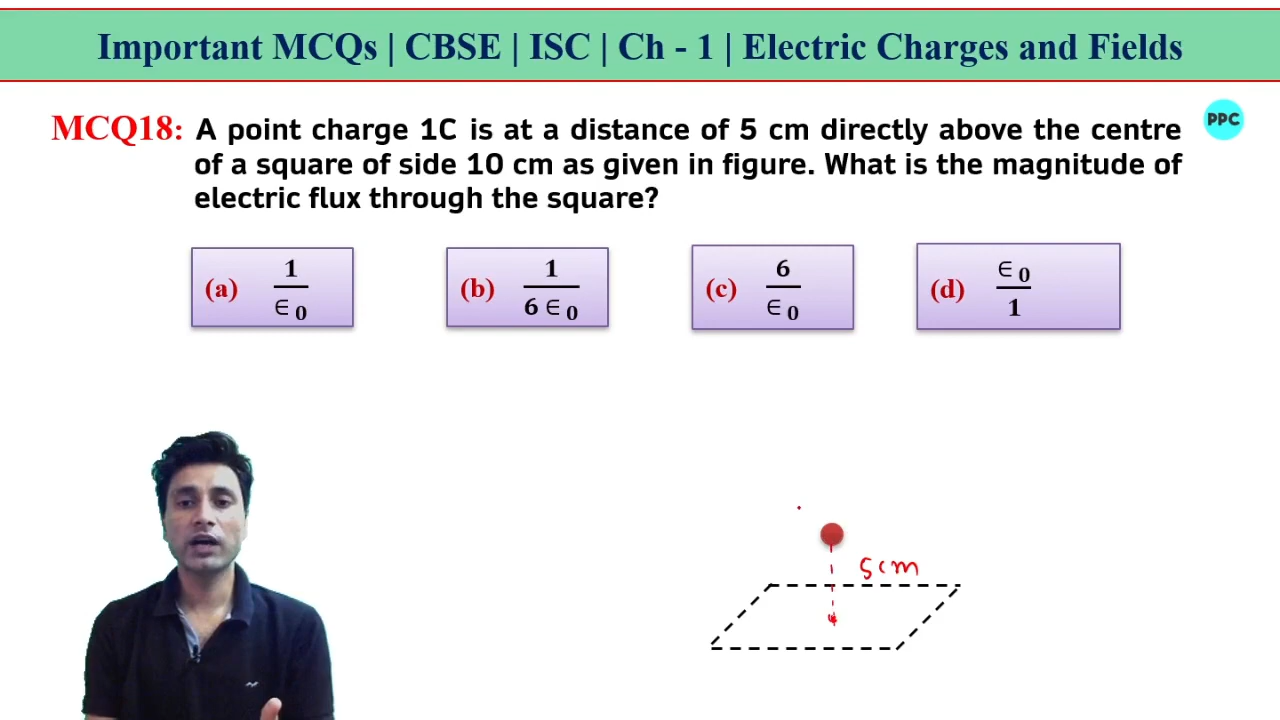 Important MCQs | CBSE | ISC | Ch - 1 | Electric Charges and Fields
PPC
MCQ18: A point charge 1C is at a distance of 5 cm directly above the centre
of a square of side 10 cm as given in figure. What is the magnitude of
electric flux through the square?
(a) 1/∈0
(b) 1/6 ∈0
(c) 6/∈0
(d) ∈0/1
5cm